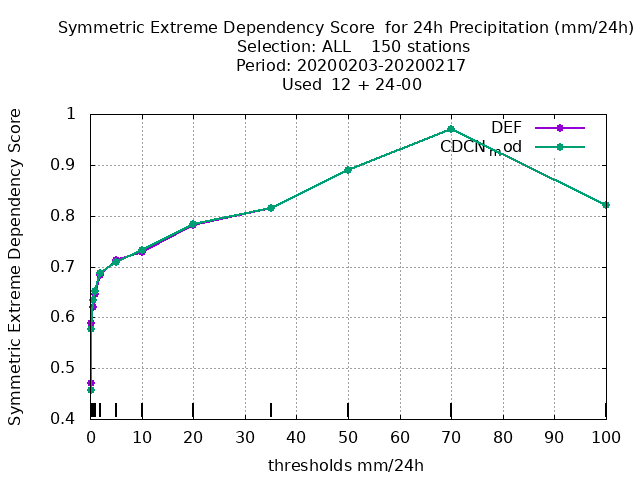 Symmetric Extreme Dependency Score  for 24h Precipitation (mm/24h)
Selection: ALL    150 stations
Period: 20200203-20200217
Used  12 + 24-00
Symmetric Extreme Dependency Score
1
0.9
0.8
0.7
0.6
0.5
0.4
DEF
CDCNmod
0 10 20 30 40 50 60 70 80 90 100
thresholds mm/24h